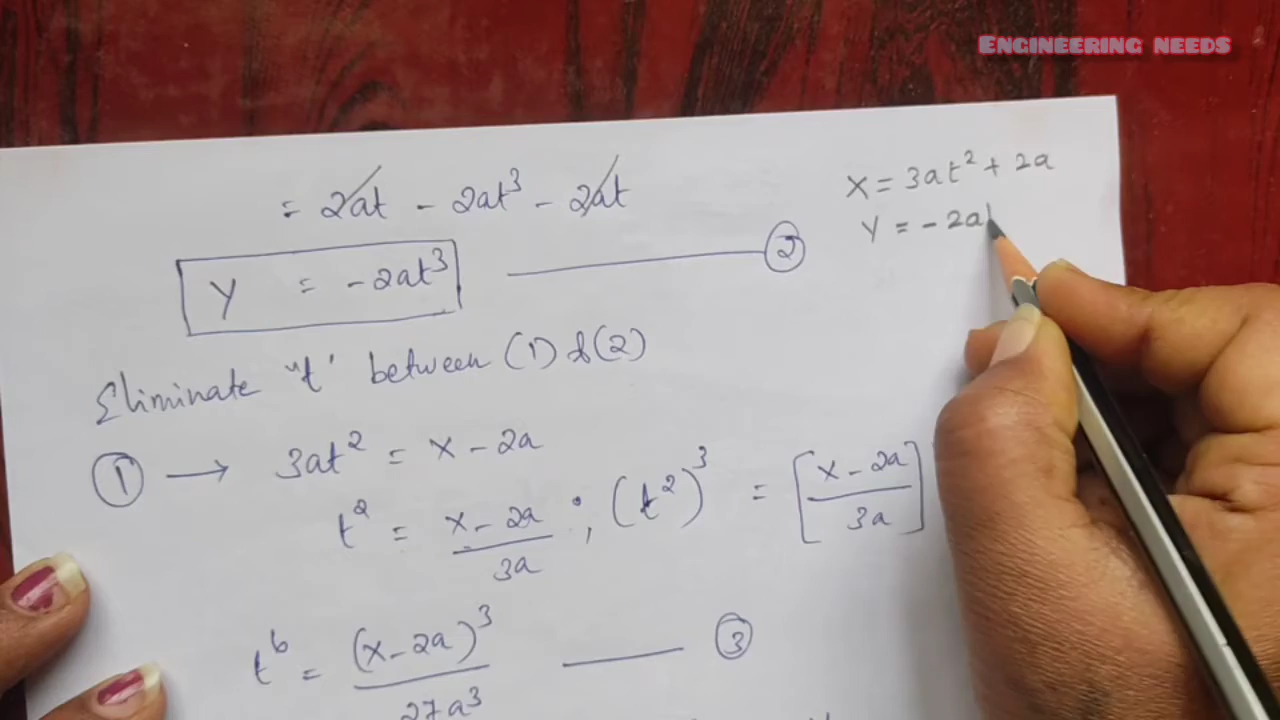 ENGINEERING NEEDS
= 2at - 2at³ - 2at
x = 3at² + 2a
y = -2a
y = -2at³ ——— ②
Eliminate "t" between (1) & (2)
① → 3at² = x - 2a
t² = x - 2a / 3a ; (t²)³ = [x - 2a / 3a]
t⁶ = (x - 2a)³ / 27a³ ——— ③